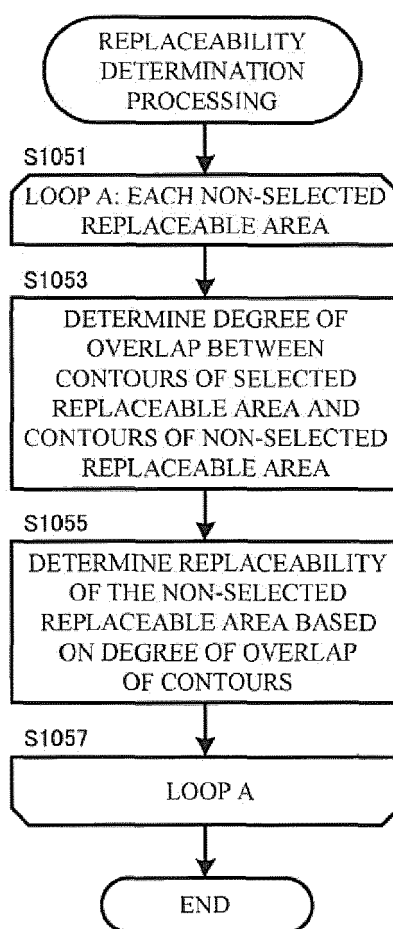 REPLACEABILITY
DETERMINATION
PROCESSING
S1051
LOOP A: EACH NON-SELECTED
REPLACEABLE AREA
S1053
DETERMINE DEGREE OF
OVERLAP BETWEEN
CONTOURS OF SELECTED
REPLACEABLE AREA AND
CONTOURS OF NON-SELECTED
REPLACEABLE AREA
S1055
DETERMINE REPLACEABILITY
OF THE NON-SELECTED
REPLACEABLE AREA BASED
ON DEGREE OF OVERLAP
OF CONTOURS
S1057
LOOP A
END